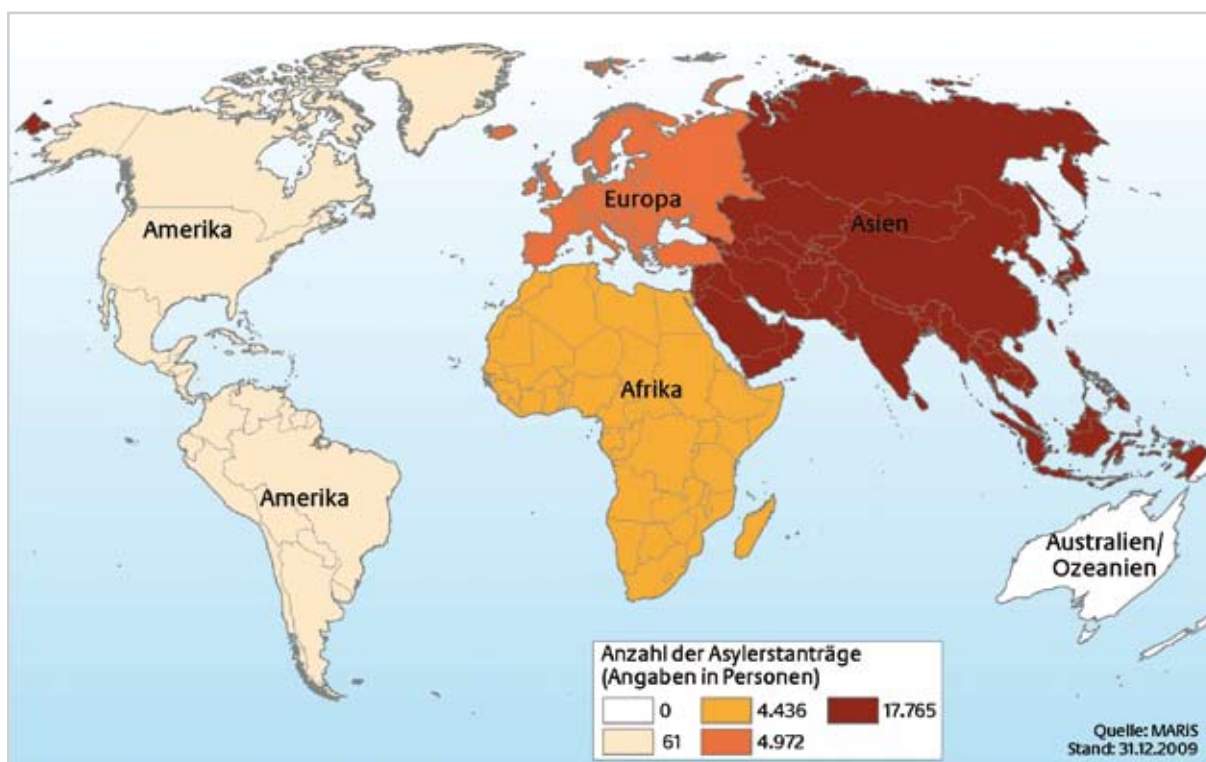 Amerika
Europa
Asien
Afrika
Amerika
Australien/
Ozeanien
Anzahl der Asylerstanträge
(Angaben in Personen)
0
4.436
17.765
61
4.972
Quelle: MARiS
Stand: 31.12.2009